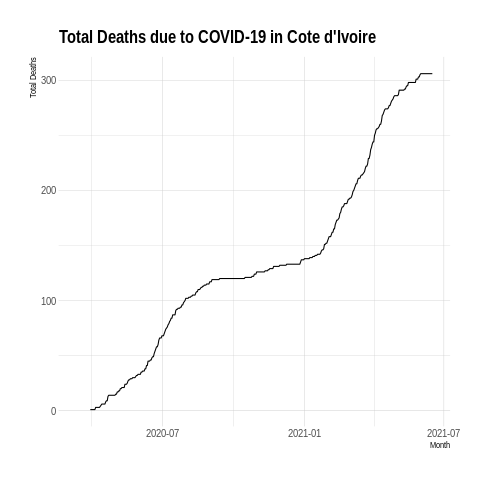 Total Deaths due to COVID-19 in Cote d'Ivoire
Total Deaths
300
200
100
0
2020-07
2021-01
2021-07
Month